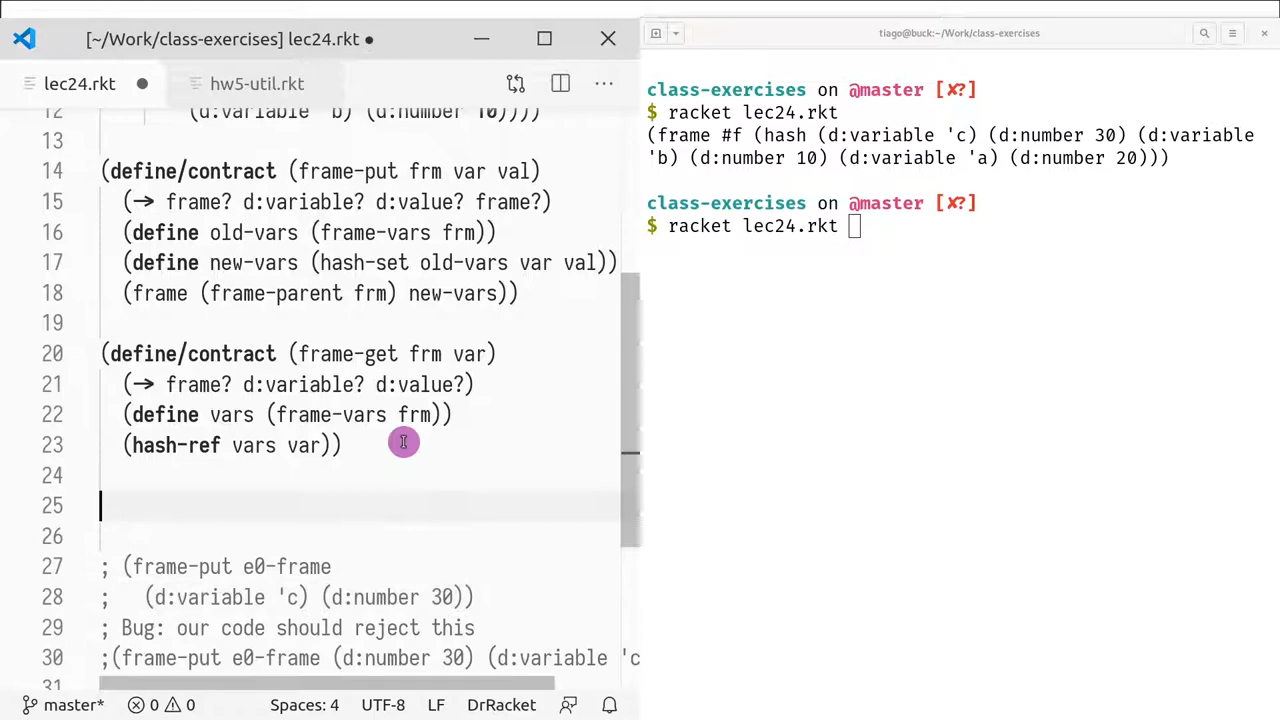 [~/Work/class-exercises] lec24.rkt ●
lec24.rkt ●
hw5-util.rkt
12 (d:variable 'b) (d:number 10))))
13
14 (define/contract (frame-put frm var val)
15 (→ frame? d:variable? d:value? frame?)
16 (define old-vars (frame-vars frm))
17 (define new-vars (hash-set old-vars var val))
18 (frame (frame-parent frm) new-vars))
19
20 (define/contract (frame-get frm var)
21 (→ frame? d:variable? d:value?)
22 (define vars (frame-vars frm))
23 (hash-ref vars var))
24
25
26
27 ; (frame-put e0-frame
28 ;   (d:variable 'c) (d:number 30))
29 ; Bug: our code should reject this
30 ;(frame-put e0-frame (d:number 30) (d:variable 'c
31
master*
0
0
Spaces: 4
UTF-8
LF
DrRacket
tiago@buck:~/Work/class-exercises
class-exercises on @master [✘?]
$ racket lec24.rkt
(frame #f (hash (d:variable 'c) (d:number 30) (d:variable
'b) (d:number 10) (d:variable 'a) (d:number 20)))
class-exercises on @master [✘?]
$ racket lec24.rkt